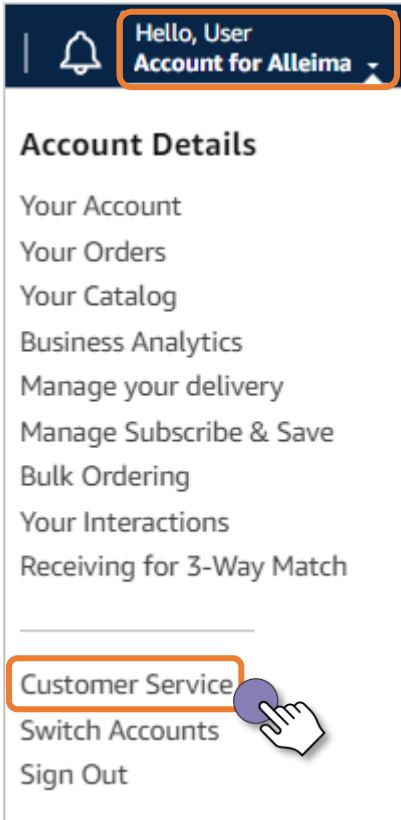 Hello, User
Account for Alleima
Account Details
Your Account
Your Orders
Your Catalog
Business Analytics
Manage your delivery
Manage Subscribe & Save
Bulk Ordering
Your Interactions
Receiving for 3-Way Match
Customer Service
Switch Accounts
Sign Out